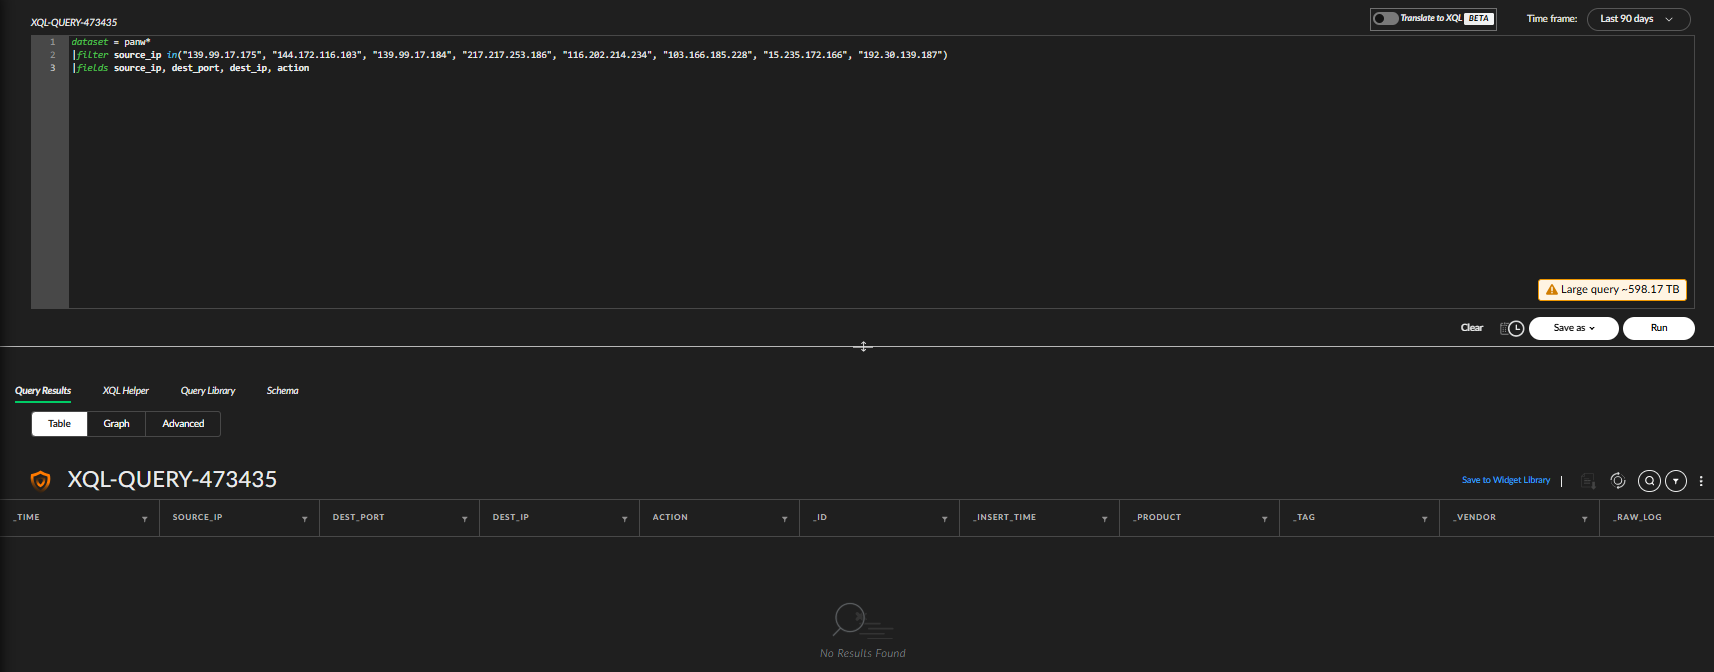 XQL-QUERY-473435
Translate to XQL BETA
Time frame: Last 90 days
1 dataset = panw*
2 |filter source_ip in("139.99.17.175", "144.172.116.103", "139.99.17.184", "217.217.253.186", "116.202.214.234", "103.166.185.228", "15.235.172.166", "192.30.139.187")
3 |fields source_ip, dest_port, dest_ip, action
Large query ~598.17 TB
Clear Save as Run
Query Results XQL Helper Query Library Schema
Table Graph Advanced
XQL-QUERY-473435
Save to Widget Library
_TIME SOURCE_IP DEST_PORT DEST_IP ACTION _ID _INSERT_TIME _PRODUCT _TAG _VENDOR _RAW_LOG
No Results Found